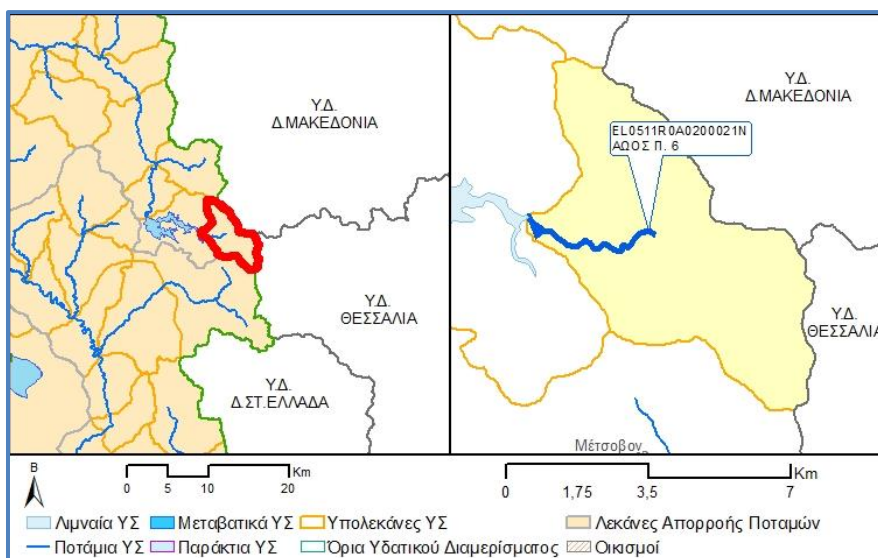 Υ.Δ.
Δ.ΜΑΚΕΔΟΝΙΑ
Υ.Δ.
ΘΕΣΣΑΛΙΑ
Υ.Δ.
Δ.ΣΤ.ΕΛΛΑΔΑ
Υ.Δ.
Δ.ΜΑΚΕΔΟΝΙΑ
EL0511R0A0200021N
ΑΩΟΣ Π. 6
Υ.Δ.
ΘΕΣΣΑΛΙΑ
Μέτσοβον
Β
Km
0 5 10 20
Km
0 1,75 3,5 7
Λιμναία ΥΣ Μεταβατικά ΥΣ Υπολεκάνες ΥΣ Λεκάνες Απορροής Ποταμών
Ποτάμια ΥΣ Παράκτια ΥΣ Όρια Υδατικού Διαμερίσματος Οικισμοί